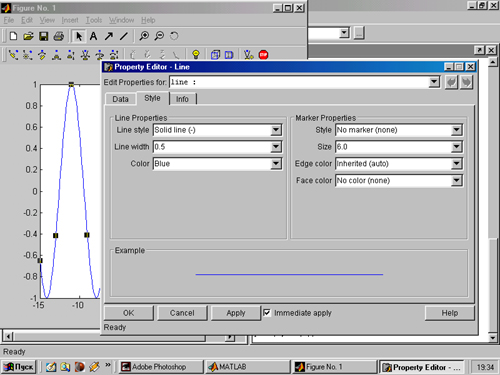 Figure No. 1
File Edit View Insert Tools Window Help
Property Editor - Line
Edit Properties for: line :
Data Style Info
Line Properties
Line style Solid line (-)
Line width 0.5
Color Blue
Marker Properties
Style No marker (none)
Size 6.0
Edge color Inherited (auto)
Face color No color (none)
Example
OK Cancel Apply Immediate apply Help
Ready
1
0.8
0.6
0.4
0.2
0
-0.2
-0.4
-0.6
-0.8
-1
-15 -10
Ready
Пуск Adobe Photoshop MATLAB Figure No. 1 Property Editor - Line 19:34